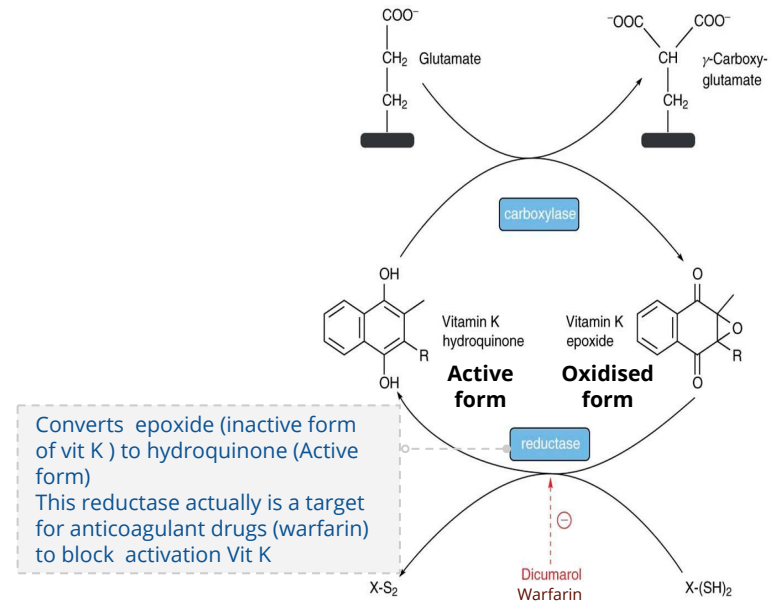 COO⁻
CH₂ Glutamate
CH₂
⁻OOC COO⁻
CH γ-Carboxy-
glutamate
CH₂
carboxylase
OH
Vitamin K
hydroquinone
R
OH
Active
form
O
Vitamin K
epoxide
O
R
O
Oxidised
form
Converts epoxide (inactive form
of vit K ) to hydroquinone (Active
form)
This reductase actually is a target
for anticoagulant drugs (warfarin)
to block activation Vit K
reductase
⊖
X-S₂
Dicumarol
Warfarin
X-(SH)₂